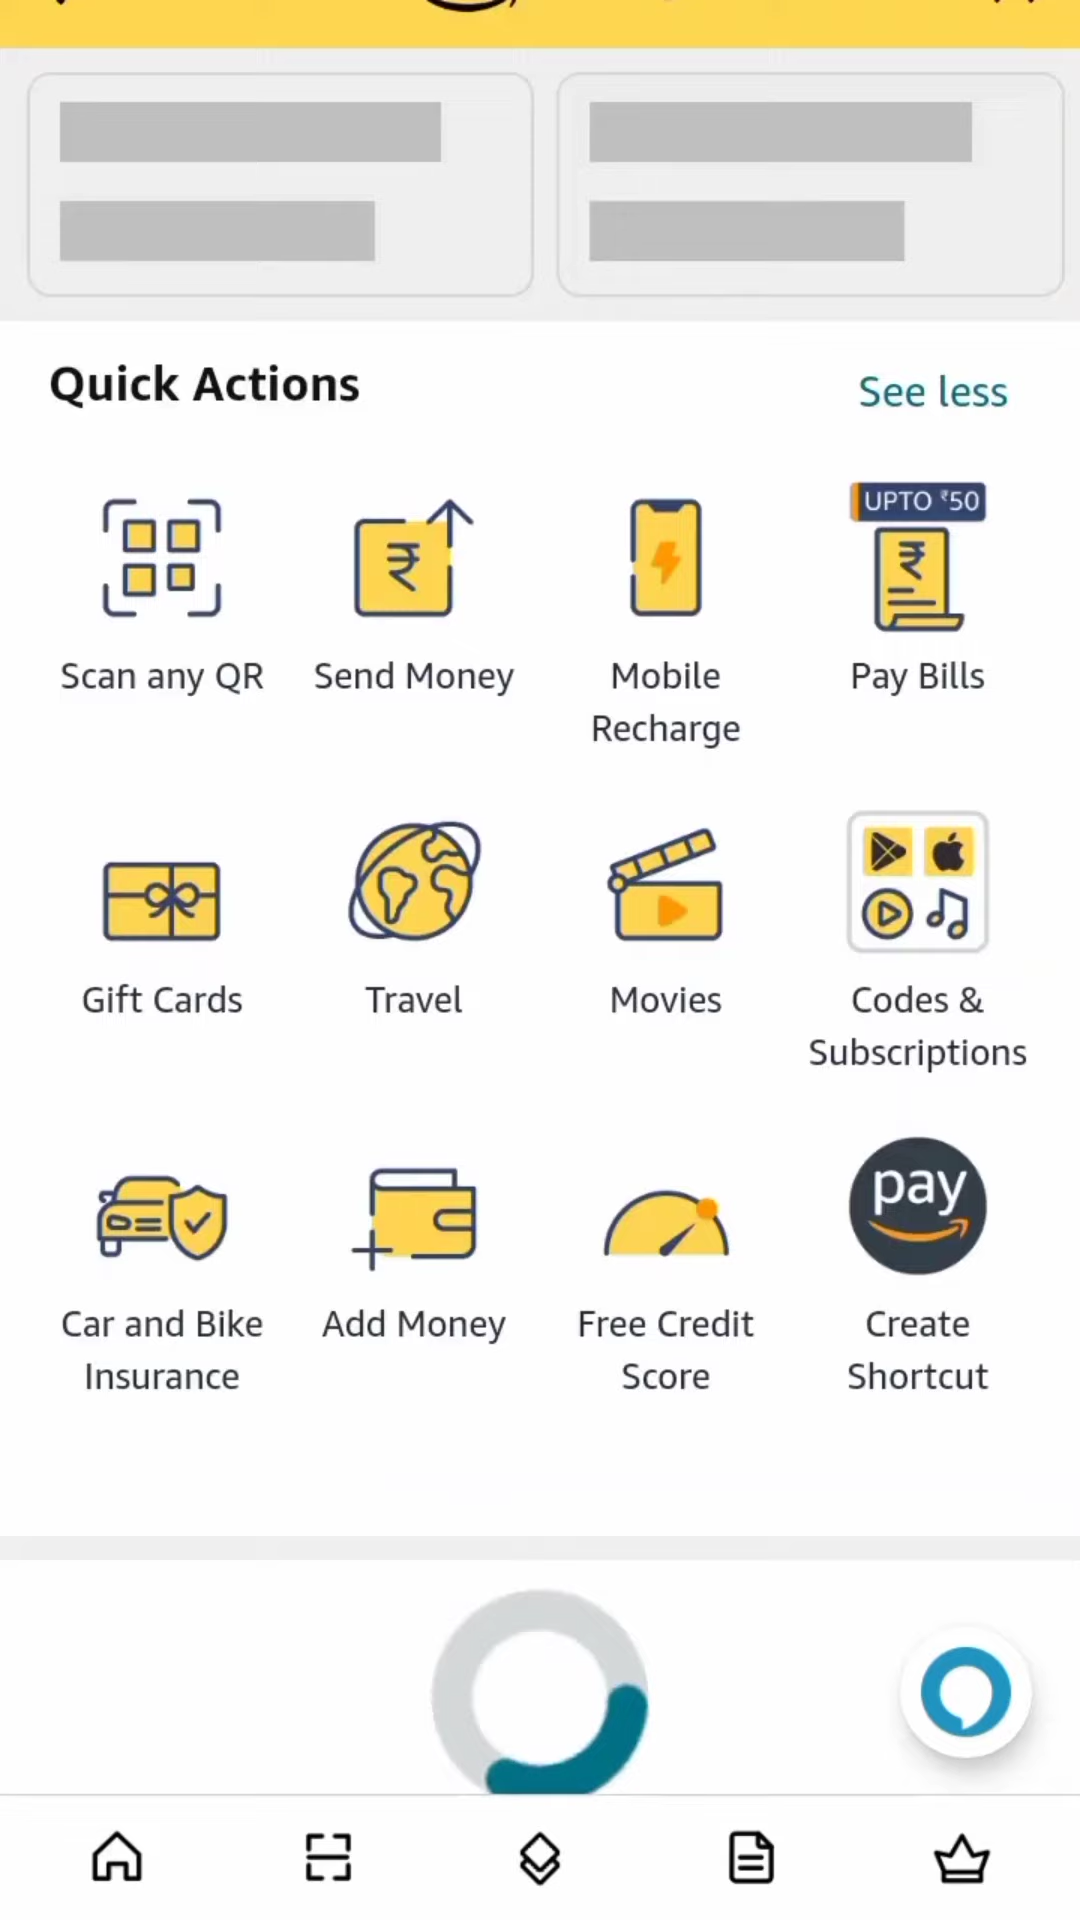 Quick Actions
See less
UPTO ₹50
Scan any QR
Send Money
Mobile
Recharge
Pay Bills
Gift Cards
Travel
Movies
Codes &
Subscriptions
pay
Car and Bike
Insurance
Add Money
Free Credit
Score
Create
Shortcut